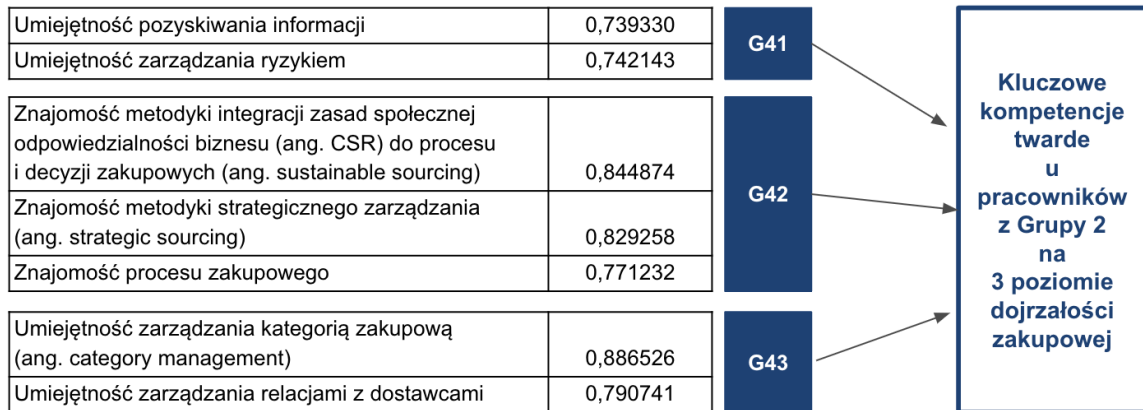 Umiejętność pozyskiwania informacji 0,739330
Umiejętność zarządzania ryzykiem 0,742143
G41
Znajomość metodyki integracji zasad społecznej
odpowiedzialności biznesu (ang. CSR) do procesu
i decyzji zakupowych (ang. sustainable sourcing) 0,844874
Znajomość metodyki strategicznego zarządzania
(ang. strategic sourcing) 0,829258
Znajomość procesu zakupowego 0,771232
G42
Umiejętność zarządzania kategorią zakupową
(ang. category management) 0,886526
Umiejętność zarządzania relacjami z dostawcami 0,790741
G43
Kluczowe
kompetencje
twarde
u
pracowników
z Grupy 2
na
3 poziomie
dojrzałości
zakupowej